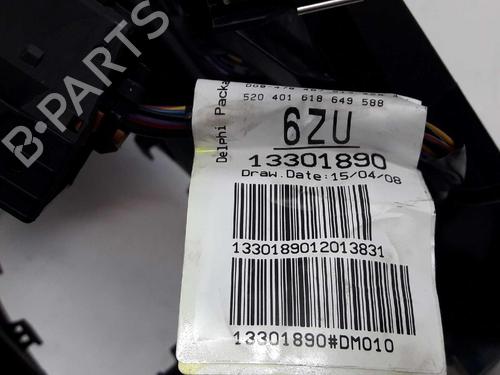 520 401 618 649 588
Delphi Packa
6ZU
13301890
Draw.Date:15/04/08
1330189012013831
13301890#DM010
B-PARTS